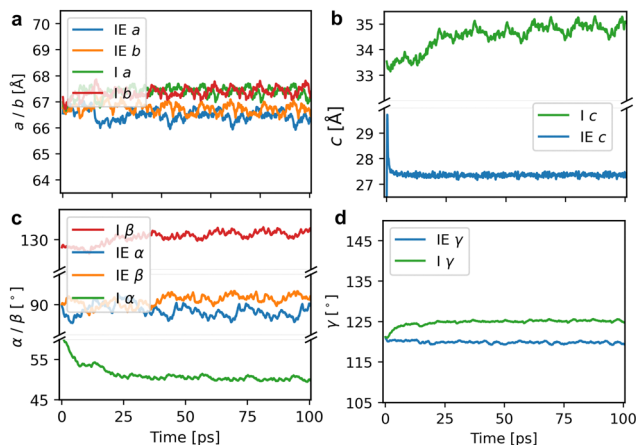 a
70
69
68
67
66
65
64
a / b [Å]
IE a
IE b
I a
I b
b
35
34
33
29
28
27
c [Å]
I c
IE c
c
130
90
55
45
α / β [°]
I β
IE α
IE β
I α
0 25 50 75 100
Time [ps]
d
145
135
125
115
105
γ [°]
IE γ
I γ
0 25 50 75 100
Time [ps]